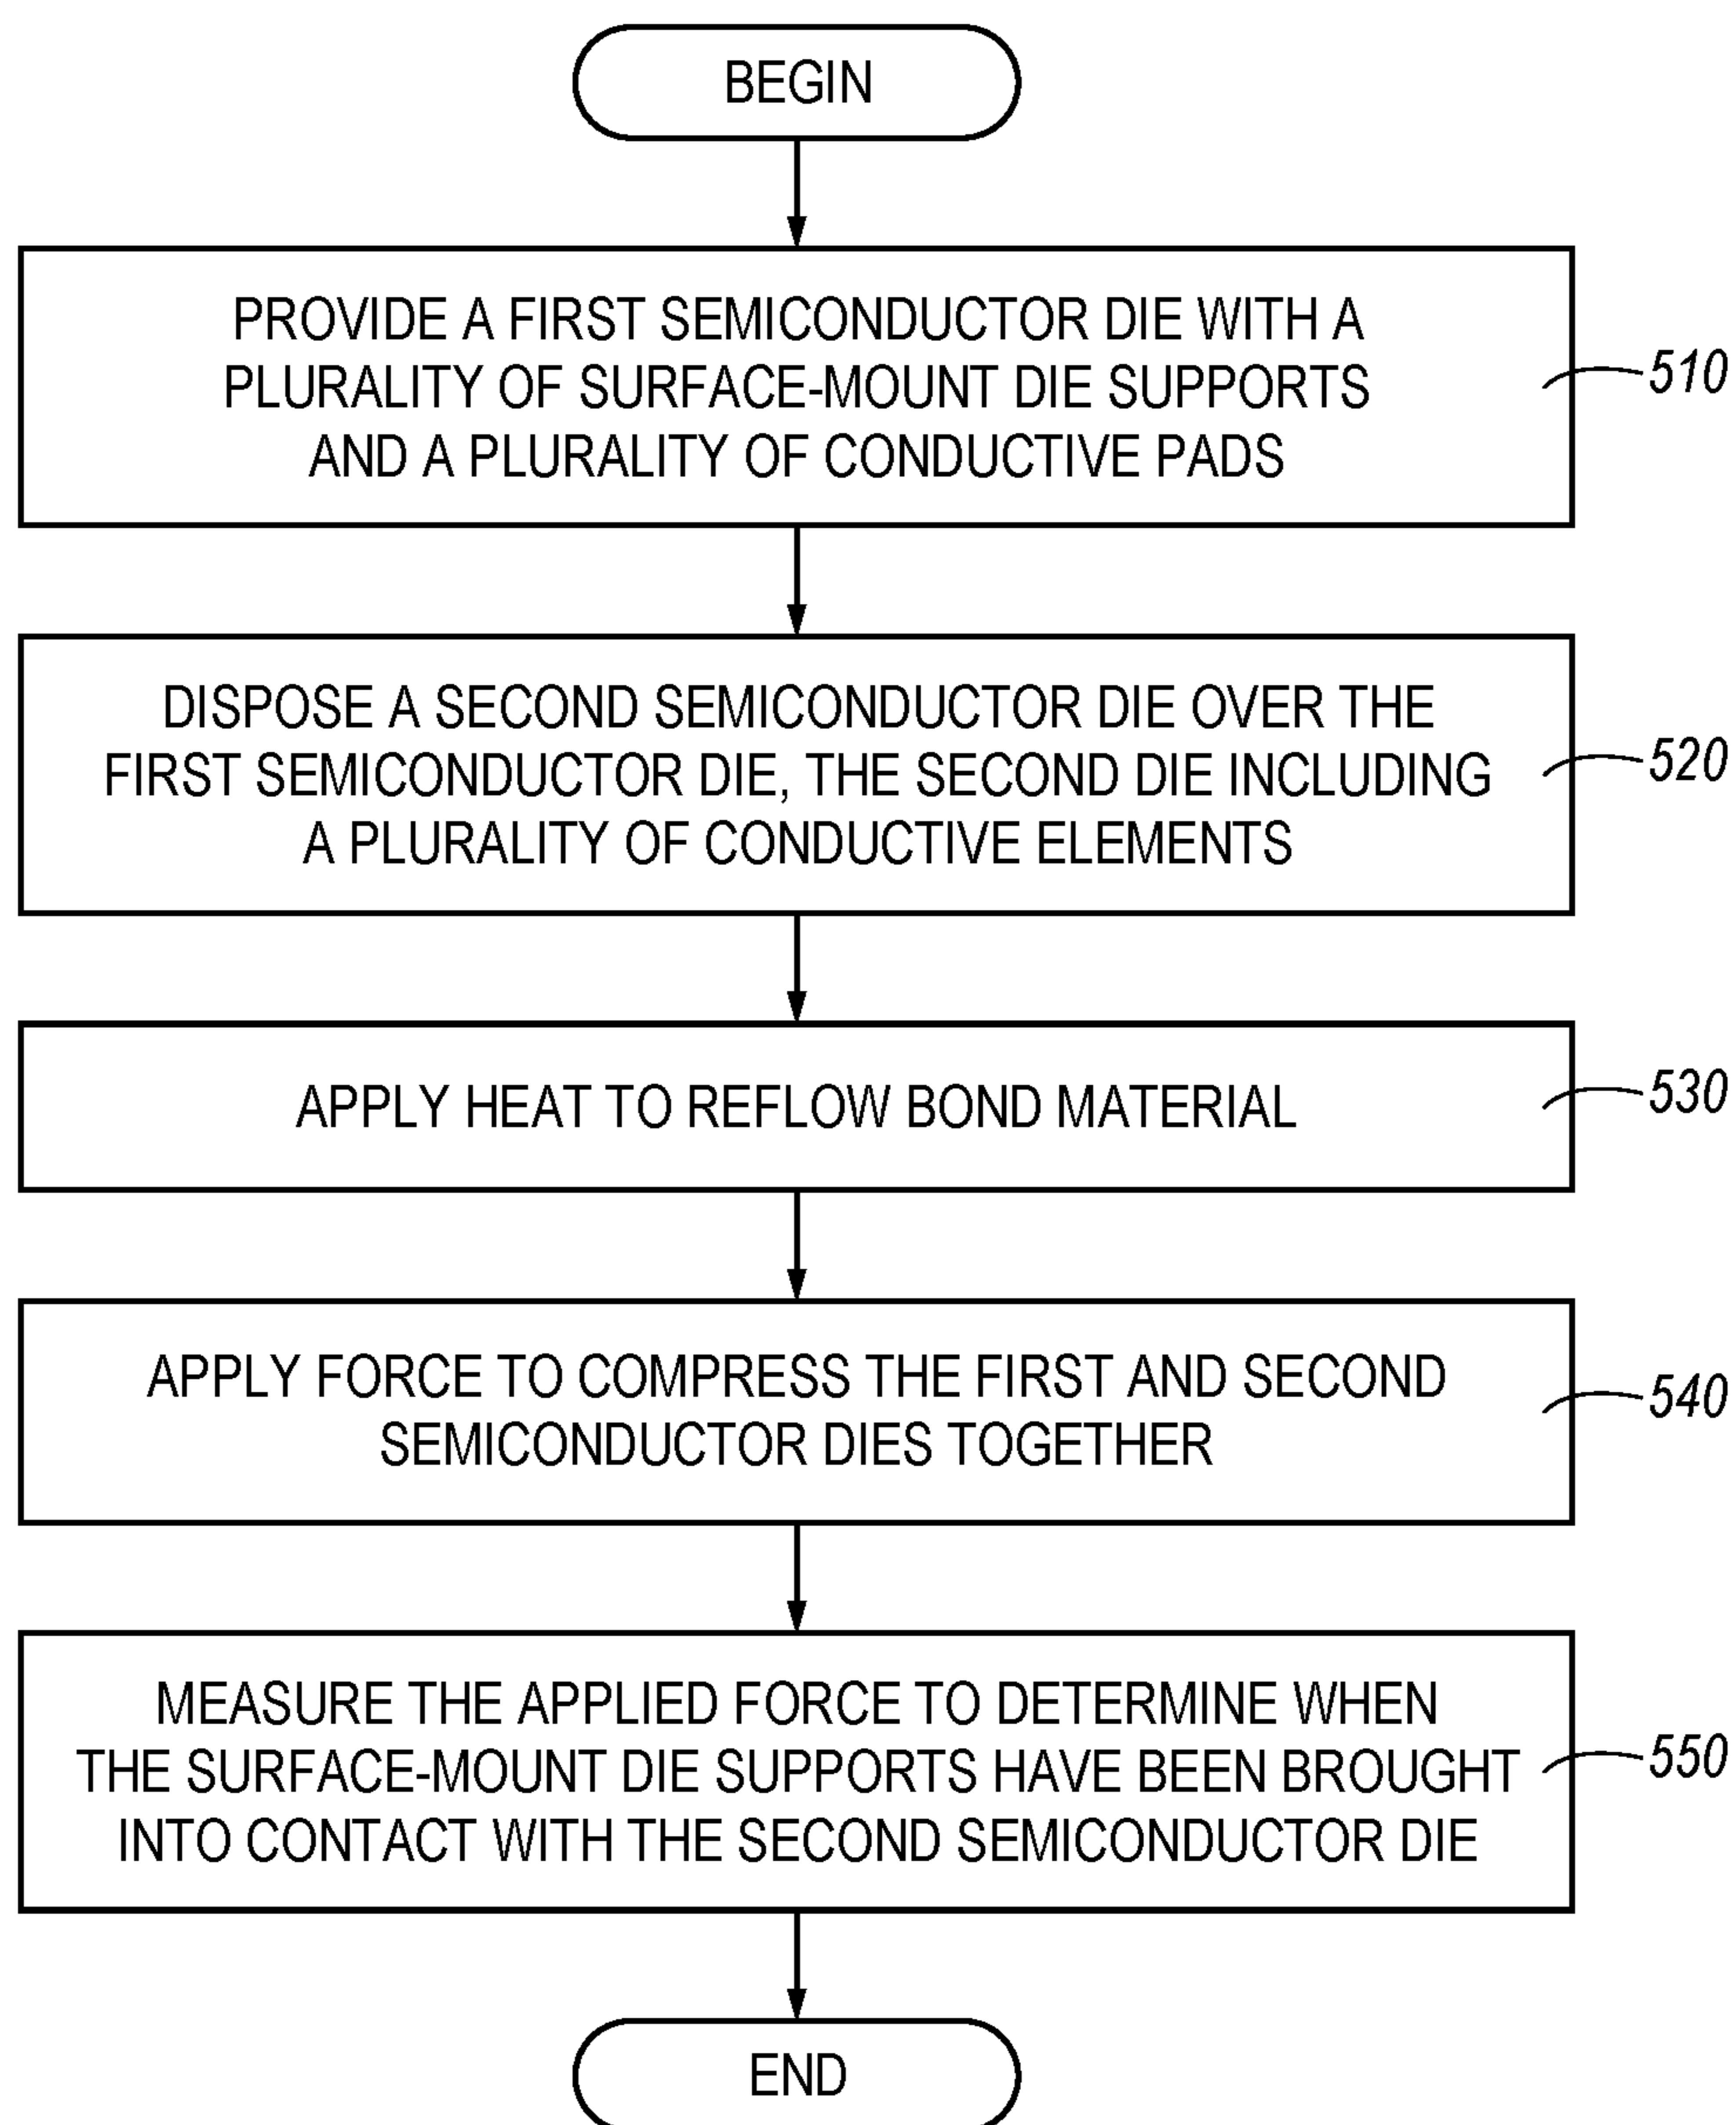 BEGIN
PROVIDE A FIRST SEMICONDUCTOR DIE WITH A
PLURALITY OF SURFACE-MOUNT DIE SUPPORTS
AND A PLURALITY OF CONDUCTIVE PADS
510
DISPOSE A SECOND SEMICONDUCTOR DIE OVER THE
FIRST SEMICONDUCTOR DIE, THE SECOND DIE INCLUDING
A PLURALITY OF CONDUCTIVE ELEMENTS
520
APPLY HEAT TO REFLOW BOND MATERIAL
530
APPLY FORCE TO COMPRESS THE FIRST AND SECOND
SEMICONDUCTOR DIES TOGETHER
540
MEASURE THE APPLIED FORCE TO DETERMINE WHEN
THE SURFACE-MOUNT DIE SUPPORTS HAVE BEEN BROUGHT
INTO CONTACT WITH THE SECOND SEMICONDUCTOR DIE
550
END